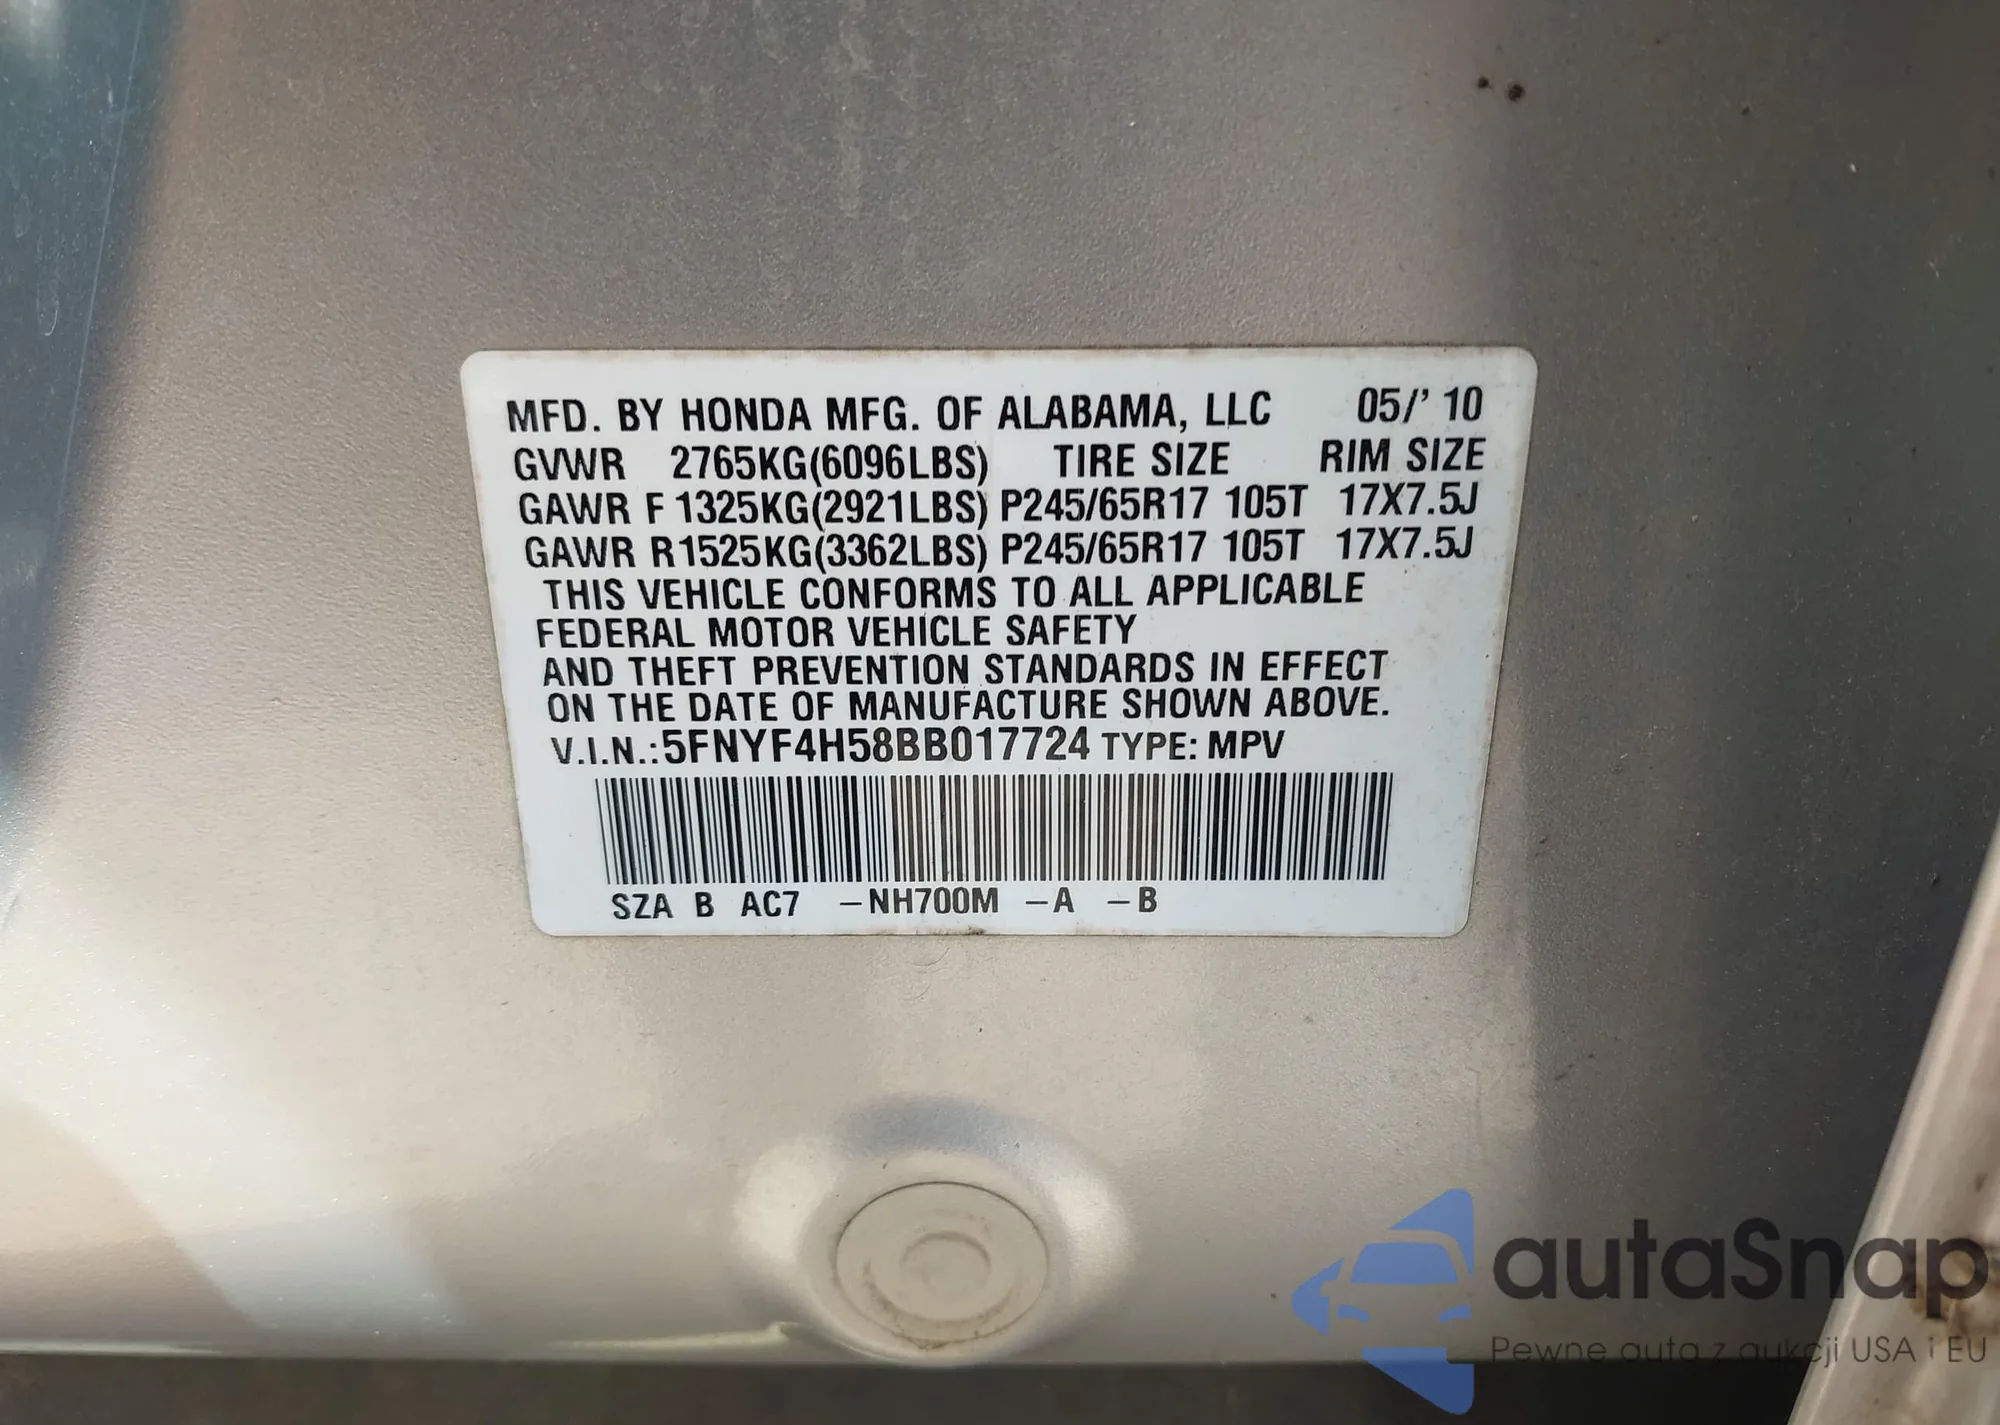 MFD. BY HONDA MFG. OF ALABAMA, LLC 05/' 10
GVWR 2765KG(6096LBS) TIRE SIZE RIM SIZE
GAWR F 1325KG(2921LBS) P245/65R17 105T 17X7.5J
GAWR R1525KG(3362LBS) P245/65R17 105T 17X7.5J
THIS VEHICLE CONFORMS TO ALL APPLICABLE
FEDERAL MOTOR VEHICLE SAFETY
AND THEFT PREVENTION STANDARDS IN EFFECT
ON THE DATE OF MANUFACTURE SHOWN ABOVE.
V.I.N.:5FNYF4H58BB017724 TYPE: MPV
SZA B AC7 -NH700M -A -B
autaSnap
Pewne auta z aukcji USA i EU